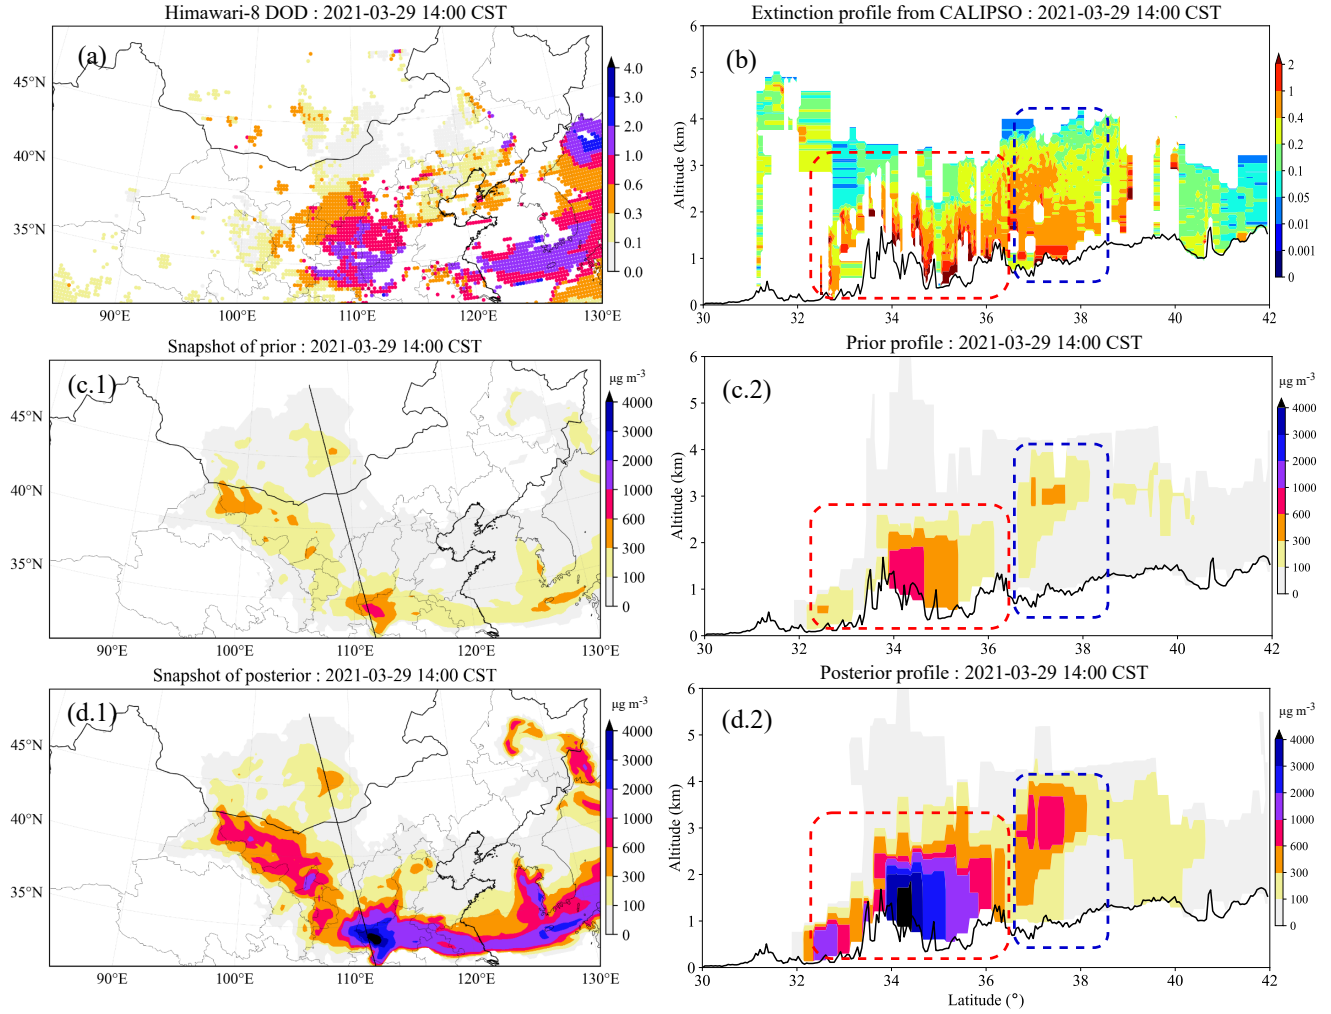 Himawari-8 DOD : 2021-03-29 14:00 CST
(a)
45°N
40°N
35°N
90°E
100°E
110°E
120°E
130°E
4.0
3.0
2.0
1.0
0.6
0.3
0.1
0.0
Extinction profile from CALIPSO : 2021-03-29 14:00 CST
(b)
Altitude (km)
6
5
4
3
2
1
0
30
32
34
36
38
40
42
2
1
0.4
0.2
0.1
0.05
0.01
0.001
0
Snapshot of prior : 2021-03-29 14:00 CST
(c.1)
45°N
40°N
35°N
90°E
100°E
110°E
120°E
130°E
μg m-3
4000
3000
2000
1000
600
300
100
0
Prior profile : 2021-03-29 14:00 CST
(c.2)
Altitude (km)
6
5
4
3
2
1
0
30
32
34
36
38
40
42
μg m-3
4000
3000
2000
1000
600
300
100
0
Snapshot of posterior : 2021-03-29 14:00 CST
(d.1)
45°N
40°N
35°N
90°E
100°E
110°E
120°E
130°E
μg m-3
4000
3000
2000
1000
600
300
100
0
Posterior profile : 2021-03-29 14:00 CST
(d.2)
Altitude (km)
6
5
4
3
2
1
0
30
32
34
36
38
40
42
Latitude (°)
μg m-3
4000
3000
2000
1000
600
300
100
0